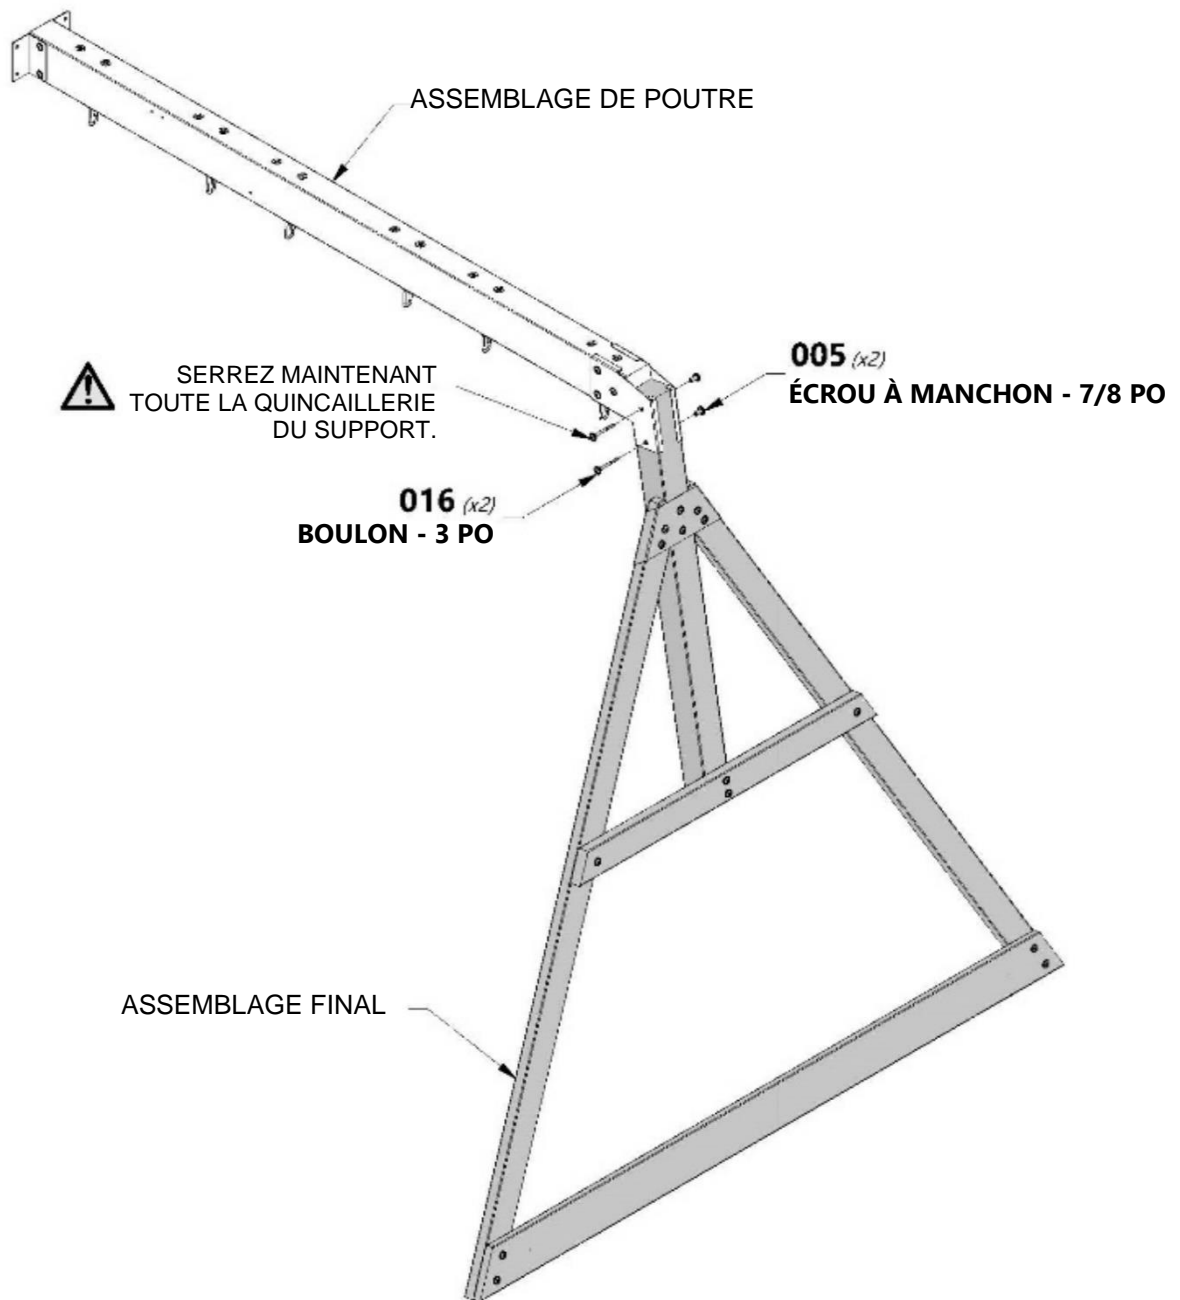 ASSEMBLAGE DE POUTRE
SERREZ MAINTENANT
TOUTE LA QUINCAILLERIE
DU SUPPORT.
005 (x2)
ÉCROU À MANCHON - 7/8 PO
016 (x2)
BOULON - 3 PO
ASSEMBLAGE FINAL